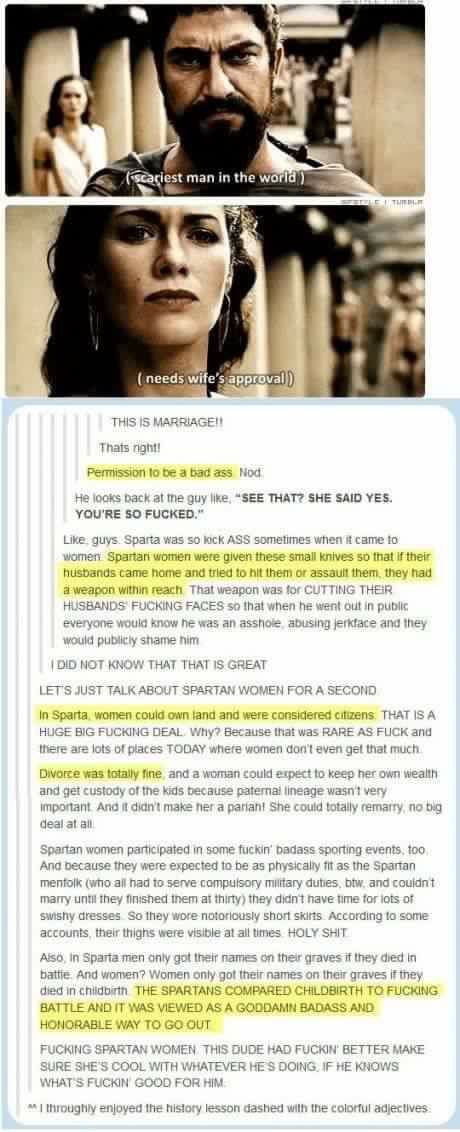 ( scariest man in the world )
( needs wife's approval )
THIS IS MARRIAGE!!
Thats right!
Permission to be a bad ass. Nod.
He looks back at the guy like, "SEE THAT? SHE SAID YES.
YOU'RE SO FUCKED."
Like, guys. Sparta was so kick ASS sometimes when it came to
women. Spartan women were given these small knives so that if their
husbands came home and tried to hit them or assault them, they had
a weapon within reach. That weapon was for CUTTING THEIR
HUSBANDS' FUCKING FACES so that when he went out in public
everyone would know he was an asshole, abusing jerkface and they
would publicly shame him.
I DID NOT KNOW THAT THAT IS GREAT
LET'S JUST TALK ABOUT SPARTAN WOMEN FOR A SECOND.
In Sparta, women could own land and were considered citizens. THAT IS A
HUGE BIG FUCKING DEAL. Why? Because that was RARE AS FUCK and
there are lots of places TODAY where women don't even get that much.
Divorce was totally fine, and a woman could expect to keep her own wealth
and get custody of the kids because paternal lineage wasn't very
important. And it didn't make her a pariah! She could totally remarry, no big
deal at all.
Spartan women participated in some fuckin' badass sporting events, too.
And because they were expected to be as physically fit as the Spartan
menfolk (who all had to serve compulsory military duties, btw, and couldn't
marry until they finished them at thirty) they didn't have time for lots of
swishy dresses. So they wore notoriously short skirts. According to some
accounts, their thighs were visible at all times. HOLY SHIT.
Also, in Sparta men only got their names on their graves if they died in
battle. And women? Women only got their names on their graves if they
died in childbirth. THE SPARTANS COMPARED CHILDBIRTH TO FUCKING
BATTLE AND IT WAS VIEWED AS A GODDAMN BADASS AND
HONORABLE WAY TO GO OUT.
FUCKING SPARTAN WOMEN. THIS DUDE HAD FUCKIN' BETTER MAKE
SURE SHE'S COOL WITH WHATEVER HE'S DOING, IF HE KNOWS
WHAT'S FUCKIN' GOOD FOR HIM.
^^ I throughly enjoyed the history lesson dashed with the colorful adjectives.